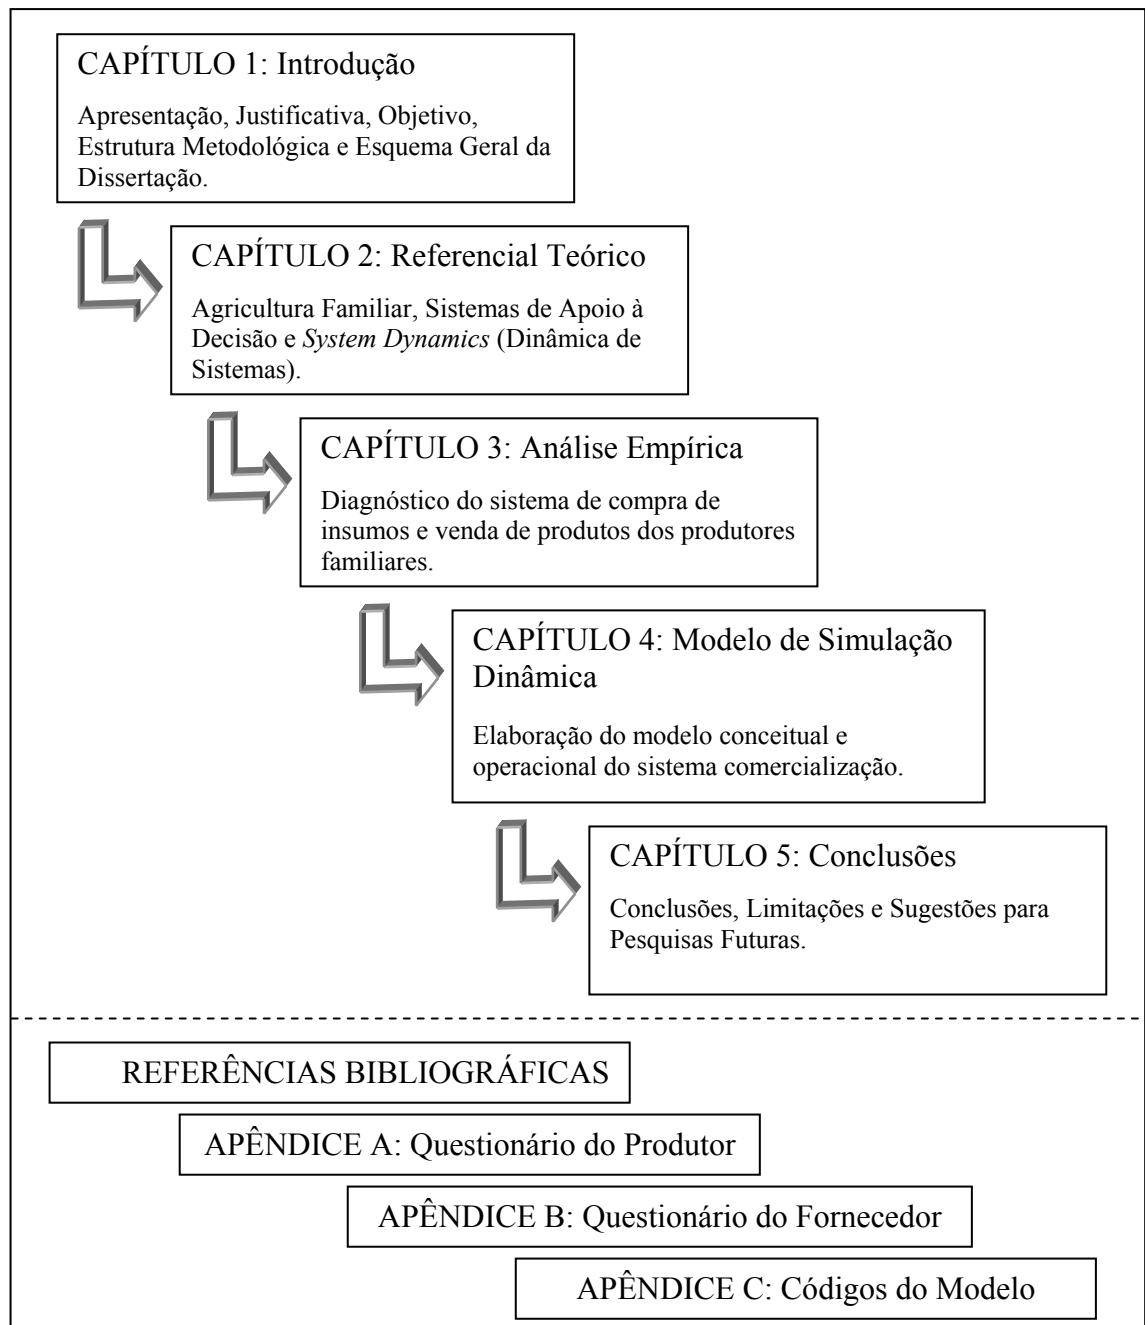 CAPÍTULO 1: Introdução
Apresentação, Justificativa, Objetivo,
Estrutura Metodológica e Esquema Geral da
Dissertação.
CAPÍTULO 2: Referencial Teórico
Agricultura Familiar, Sistemas de Apoio à
Decisão e System Dynamics (Dinâmica de
Sistemas).
CAPÍTULO 3: Análise Empírica
Diagnóstico do sistema de compra de
insumos e venda de produtos dos produtores
familiares.
CAPÍTULO 4: Modelo de Simulação
Dinâmica
Elaboração do modelo conceitual e
operacional do sistema comercialização.
CAPÍTULO 5: Conclusões
Conclusões, Limitações e Sugestões para
Pesquisas Futuras.
REFERÊNCIAS BIBLIOGRÁFICAS
APÊNDICE A: Questionário do Produtor
APÊNDICE B: Questionário do Fornecedor
APÊNDICE C: Códigos do Modelo